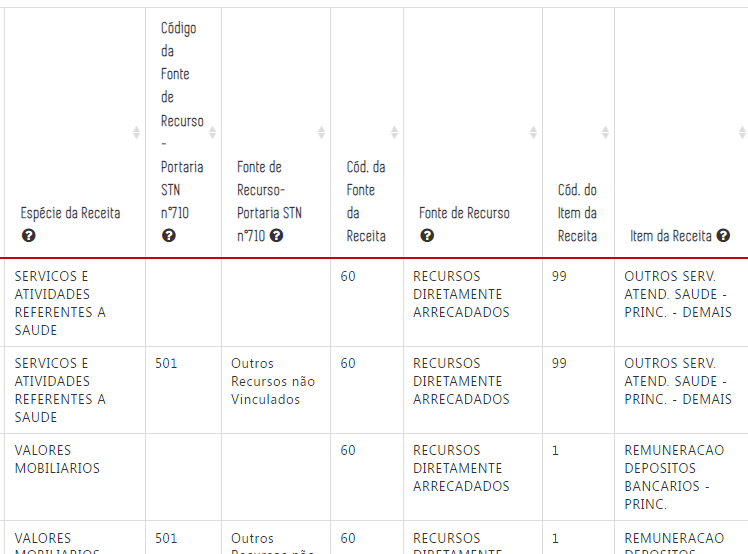 Espécie da Receita
Código
da
Fonte
de
Recurso
-
Portaria
STN
n°710
Fonte de
Recurso-
Portaria STN
n°710
Cód. da
Fonte
da
Receita
Fonte de Recurso
Cód. do
Item da
Receita
Item da Receita
SERVICOS E
ATIVIDADES
REFERENTES A
SAUDE
60
RECURSOS
DIRETAMENTE
ARRECADADOS
99
OUTROS SERV.
ATEND. SAUDE -
PRINC. - DEMAIS
SERVICOS E
ATIVIDADES
REFERENTES A
SAUDE
501
Outros
Recursos não
Vinculados
60
RECURSOS
DIRETAMENTE
ARRECADADOS
99
OUTROS SERV.
ATEND. SAUDE -
PRINC. - DEMAIS
VALORES
MOBILIARIOS
60
RECURSOS
DIRETAMENTE
ARRECADADOS
1
REMUNERACAO
DEPOSITOS
BANCARIOS -
PRINC.
VALORES
MOBILIARIOS
501
Outros
Recursos não
60
RECURSOS
DIRETAMENTE
1
REMUNERACAO
DEPOSITOS